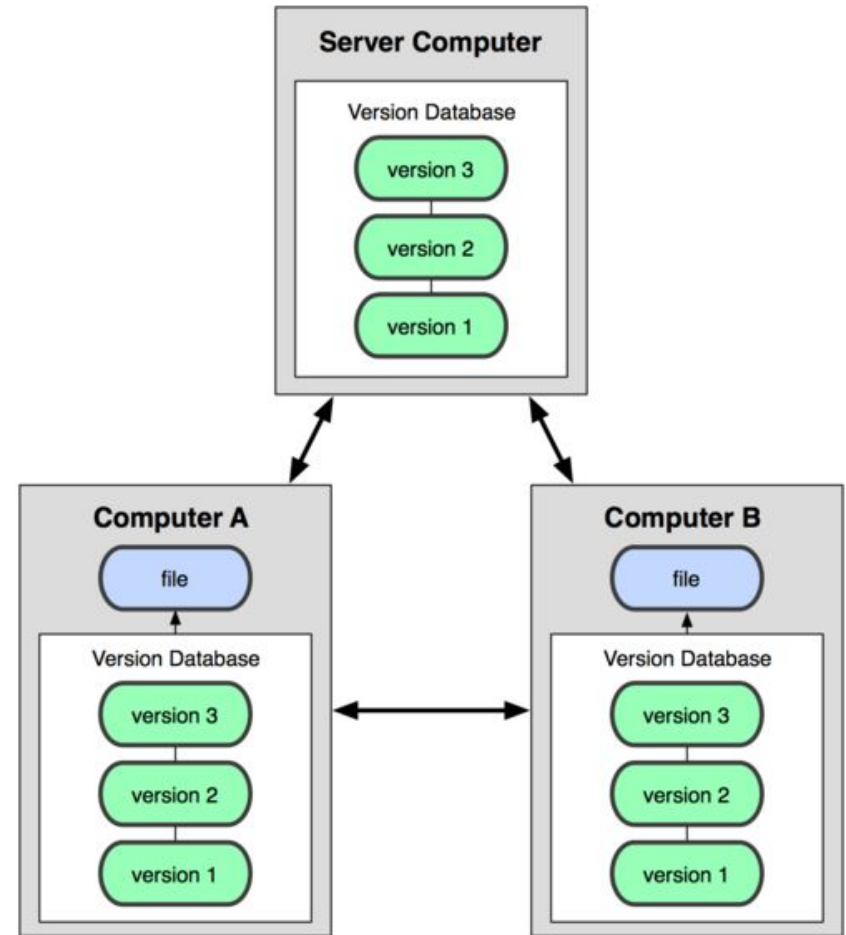 Server Computer
Version Database
version 3
version 2
version 1
Computer A
file
Version Database
version 3
version 2
version 1
Computer B
file
Version Database
version 3
version 2
version 1